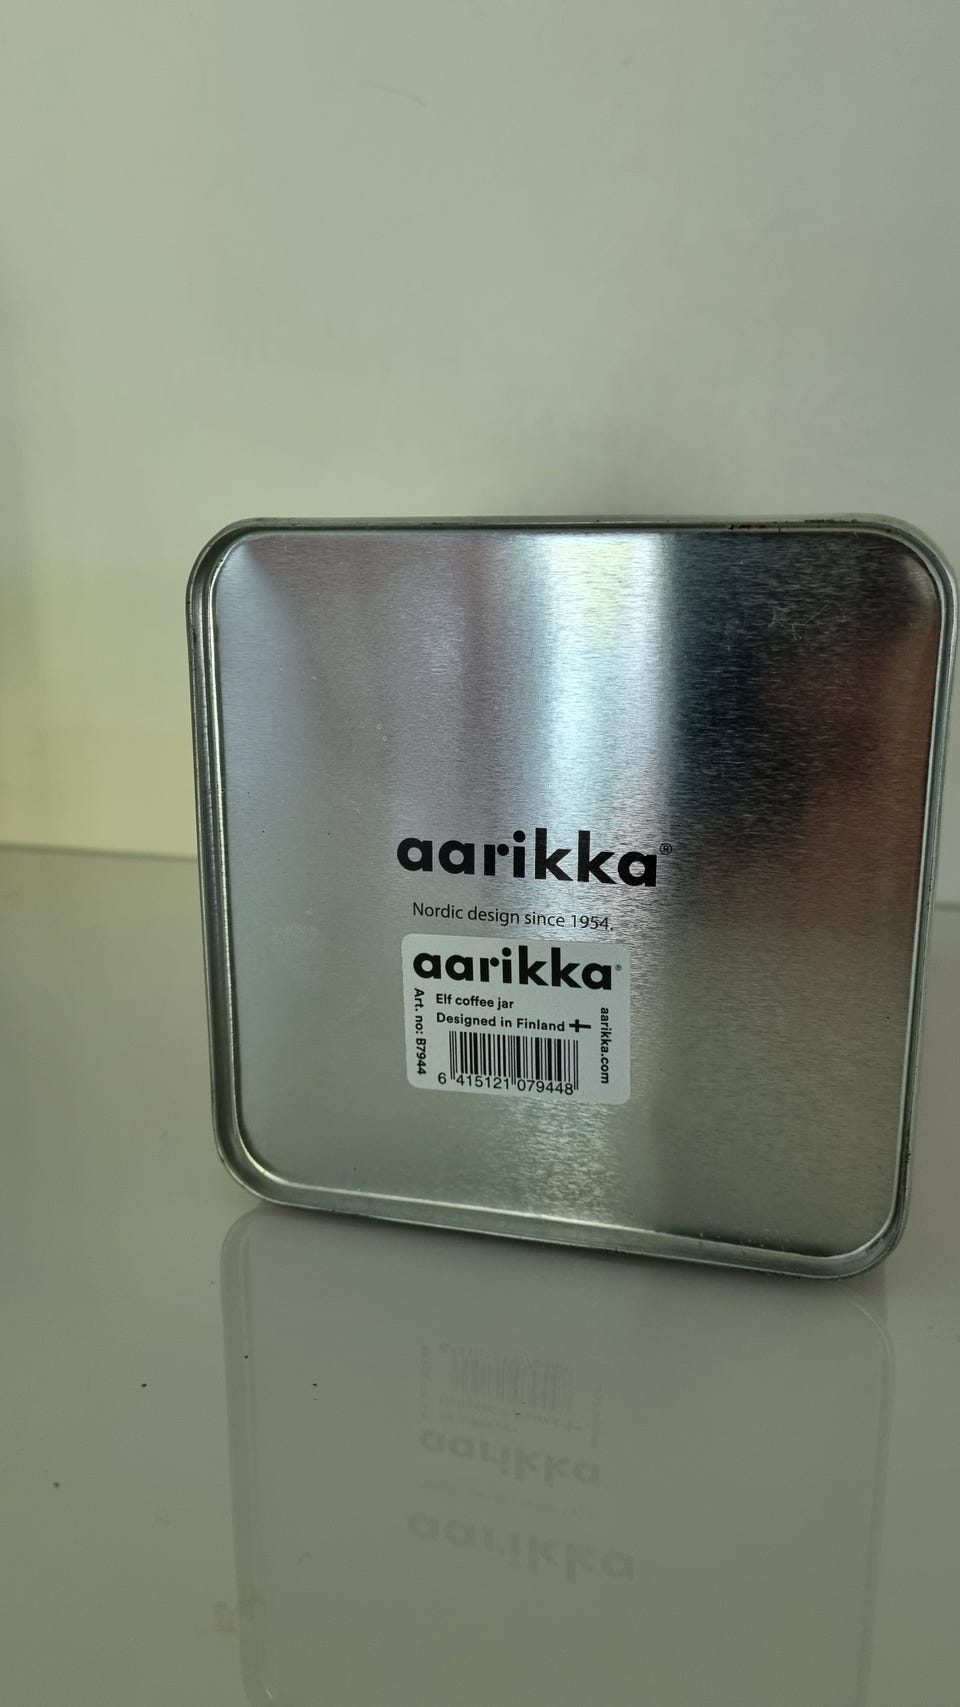 aarikka®
Nordic design since 1954.
aarikka®
Elf coffee jar
Designed in Finland
Art. no: B7944
aarikka.com
6 415121 079448